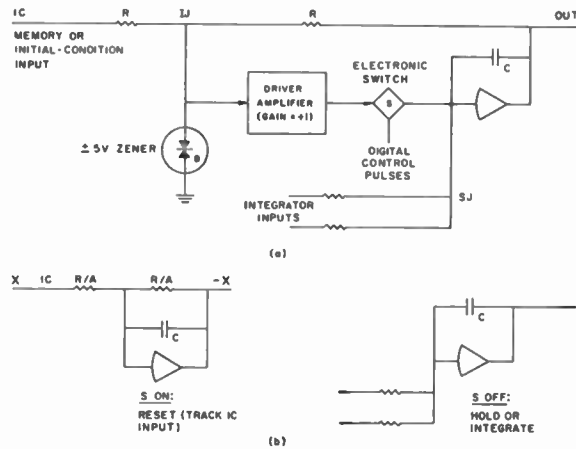 IC
R
IJ
R
OUT
MEMORY OR
INITIAL-CONDITION
INPUT
C
ELECTRONIC
SWITCH
DRIVER
AMPLIFIER
(GAIN = +1)
S
± 5V ZENER
DIGITAL
CONTROL
PULSES
SJ
INTEGRATOR
INPUTS
(a)
X IC R/A R/A -X
C
S ON:
RESET (TRACK IC
INPUT)
C
S OFF:
HOLD OR
INTEGRATE
(b)